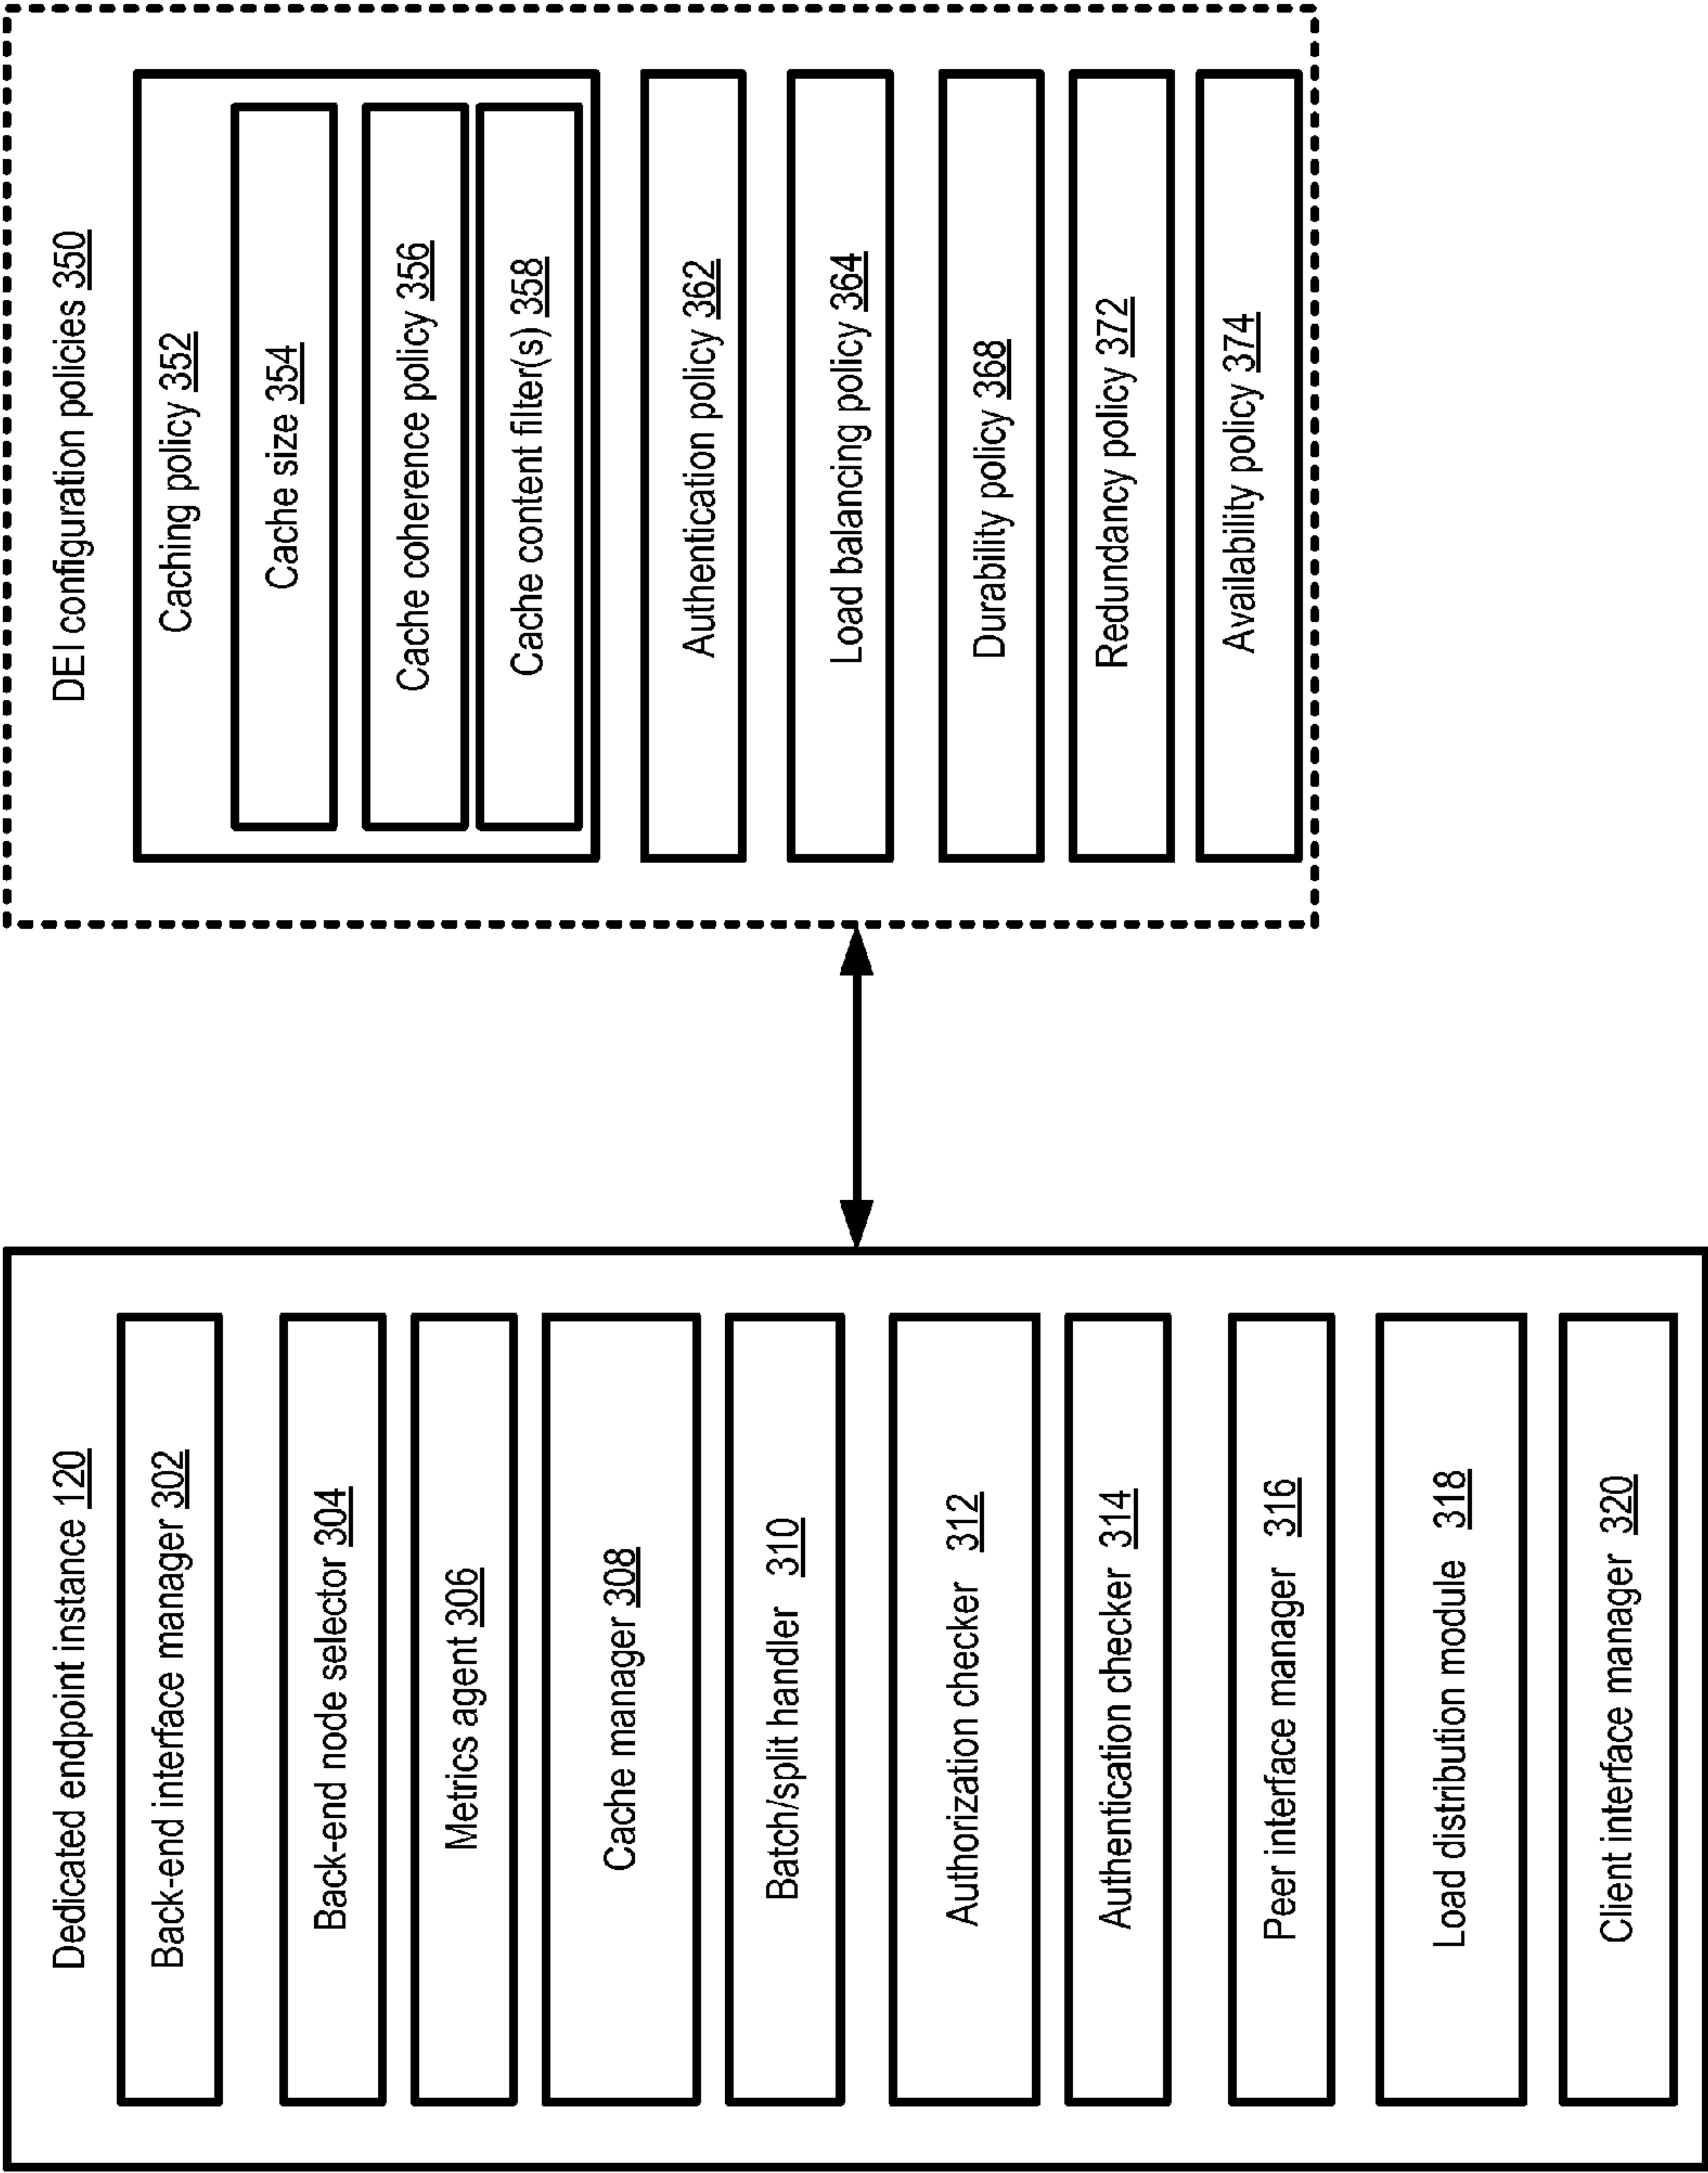 Dedicated endpoint instance 120
Back-end interface manager 302
Back-end node selector 304
Metrics agent 306
Cache manager 308
Batch/split handler 310
Authorization checker 312
Authentication checker 314
Peer interface manager 316
Load distribution module 318
Client interface manager 320
DEI configuration policies 350
Caching policy 352
Cache size 354
Cache coherence policy 356
Cache content filter(s) 358
Authentication policy 362
Load balancing policy 364
Durability policy 368
Redundancy policy 372
Availability policy 374